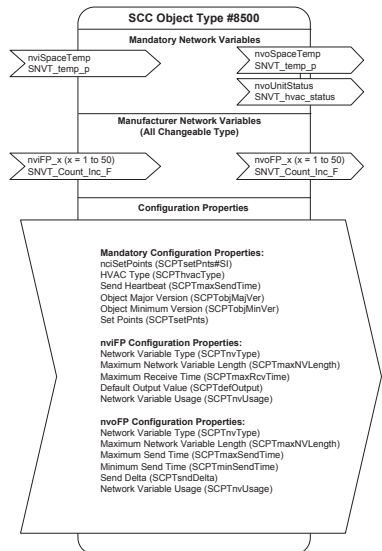 SCC Object Type #8500
Mandatory Network Variables
nviSpaceTemp
SNVT_temp_p
nvoSpaceTemp
SNVT_temp_p
nvoUnitStatus
SNVT_hvac_status
Manufacturer Network Variables
(All Changeable Type)
nviFP_x (x = 1 to 50)
SNVT_Count_Inc_F
nvoFP_x (x = 1 to 50)
SNVT_Count_Inc_F
Configuration Properties
Mandatory Configuration Properties:
nciSetPoints (SCPTsetPnts#SI)
HVAC Type (SCPThvacType)
Send Heartbeat (SCPTmaxSendTime)
Object Major Version (SCPTobjMajVer)
Object Minimum Version (SCPTobjMinVer)
Set Points (SCPTsetPnts)
nviFP Configuration Properties:
Network Variable Type (SCPTnvType)
Maximum Network Variable Length (SCPTmaxNVLength)
Maximum Receive Time (SCPTmaxRcvTime)
Default Output Value (SCPTdefOutput)
Network Variable Usage (SCPTnvUsage)
nvoFP Configuration Properties:
Network Variable Type (SCPTnvType)
Maximum Network Variable Length (SCPTmaxNVLength)
Maximum Send Time (SCPTmaxSendTime)
Minimum Send Time (SCPTminSendTime)
Send Delta (SCPTsndDelta)
Network Variable Usage (SCPTnvUsage)